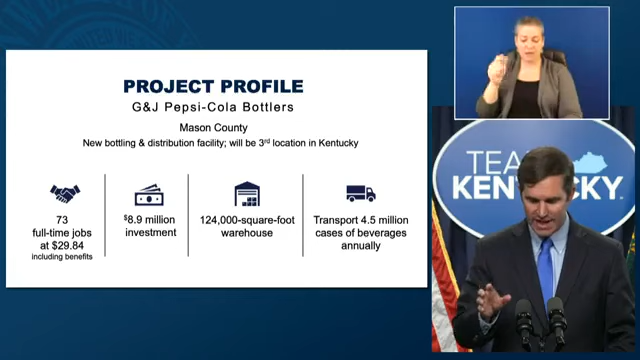 PROJECT PROFILE
G&J Pepsi-Cola Bottlers
Mason County
New bottling & distribution facility; will be 3rd location in Kentucky
73
full-time jobs
at $29.84
including benefits
$8.9 million
investment
124,000-square-foot
warehouse
Transport 4.5 million
cases of beverages
annually
TEAM
KENTUCKY